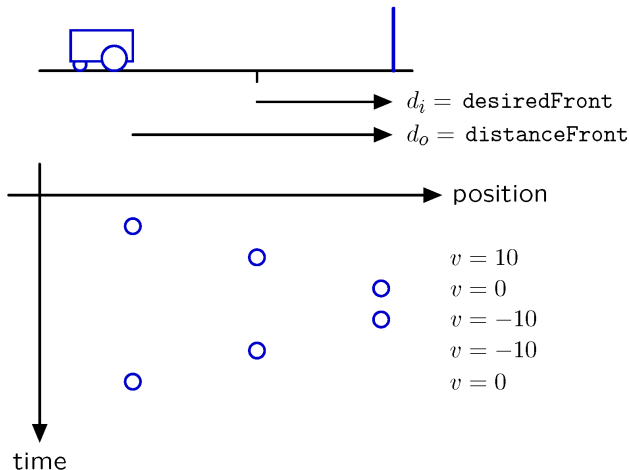 d_i = desiredFront
d_o = distanceFront
position
v = 10
v = 0
v = −10
v = −10
v = 0
time